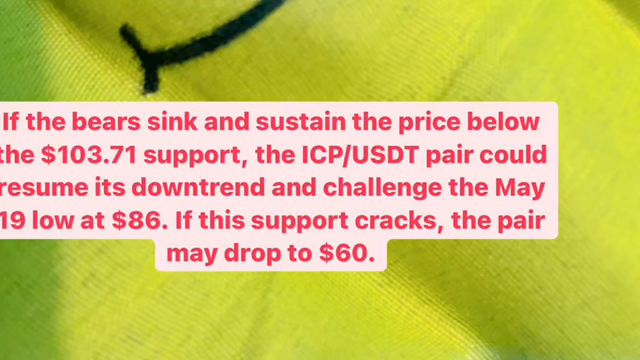 If the bears sink and sustain the price below
the $103.71 support, the ICP/USDT pair could
resume its downtrend and challenge the May
19 low at $86. If this support cracks, the pair
may drop to $60.